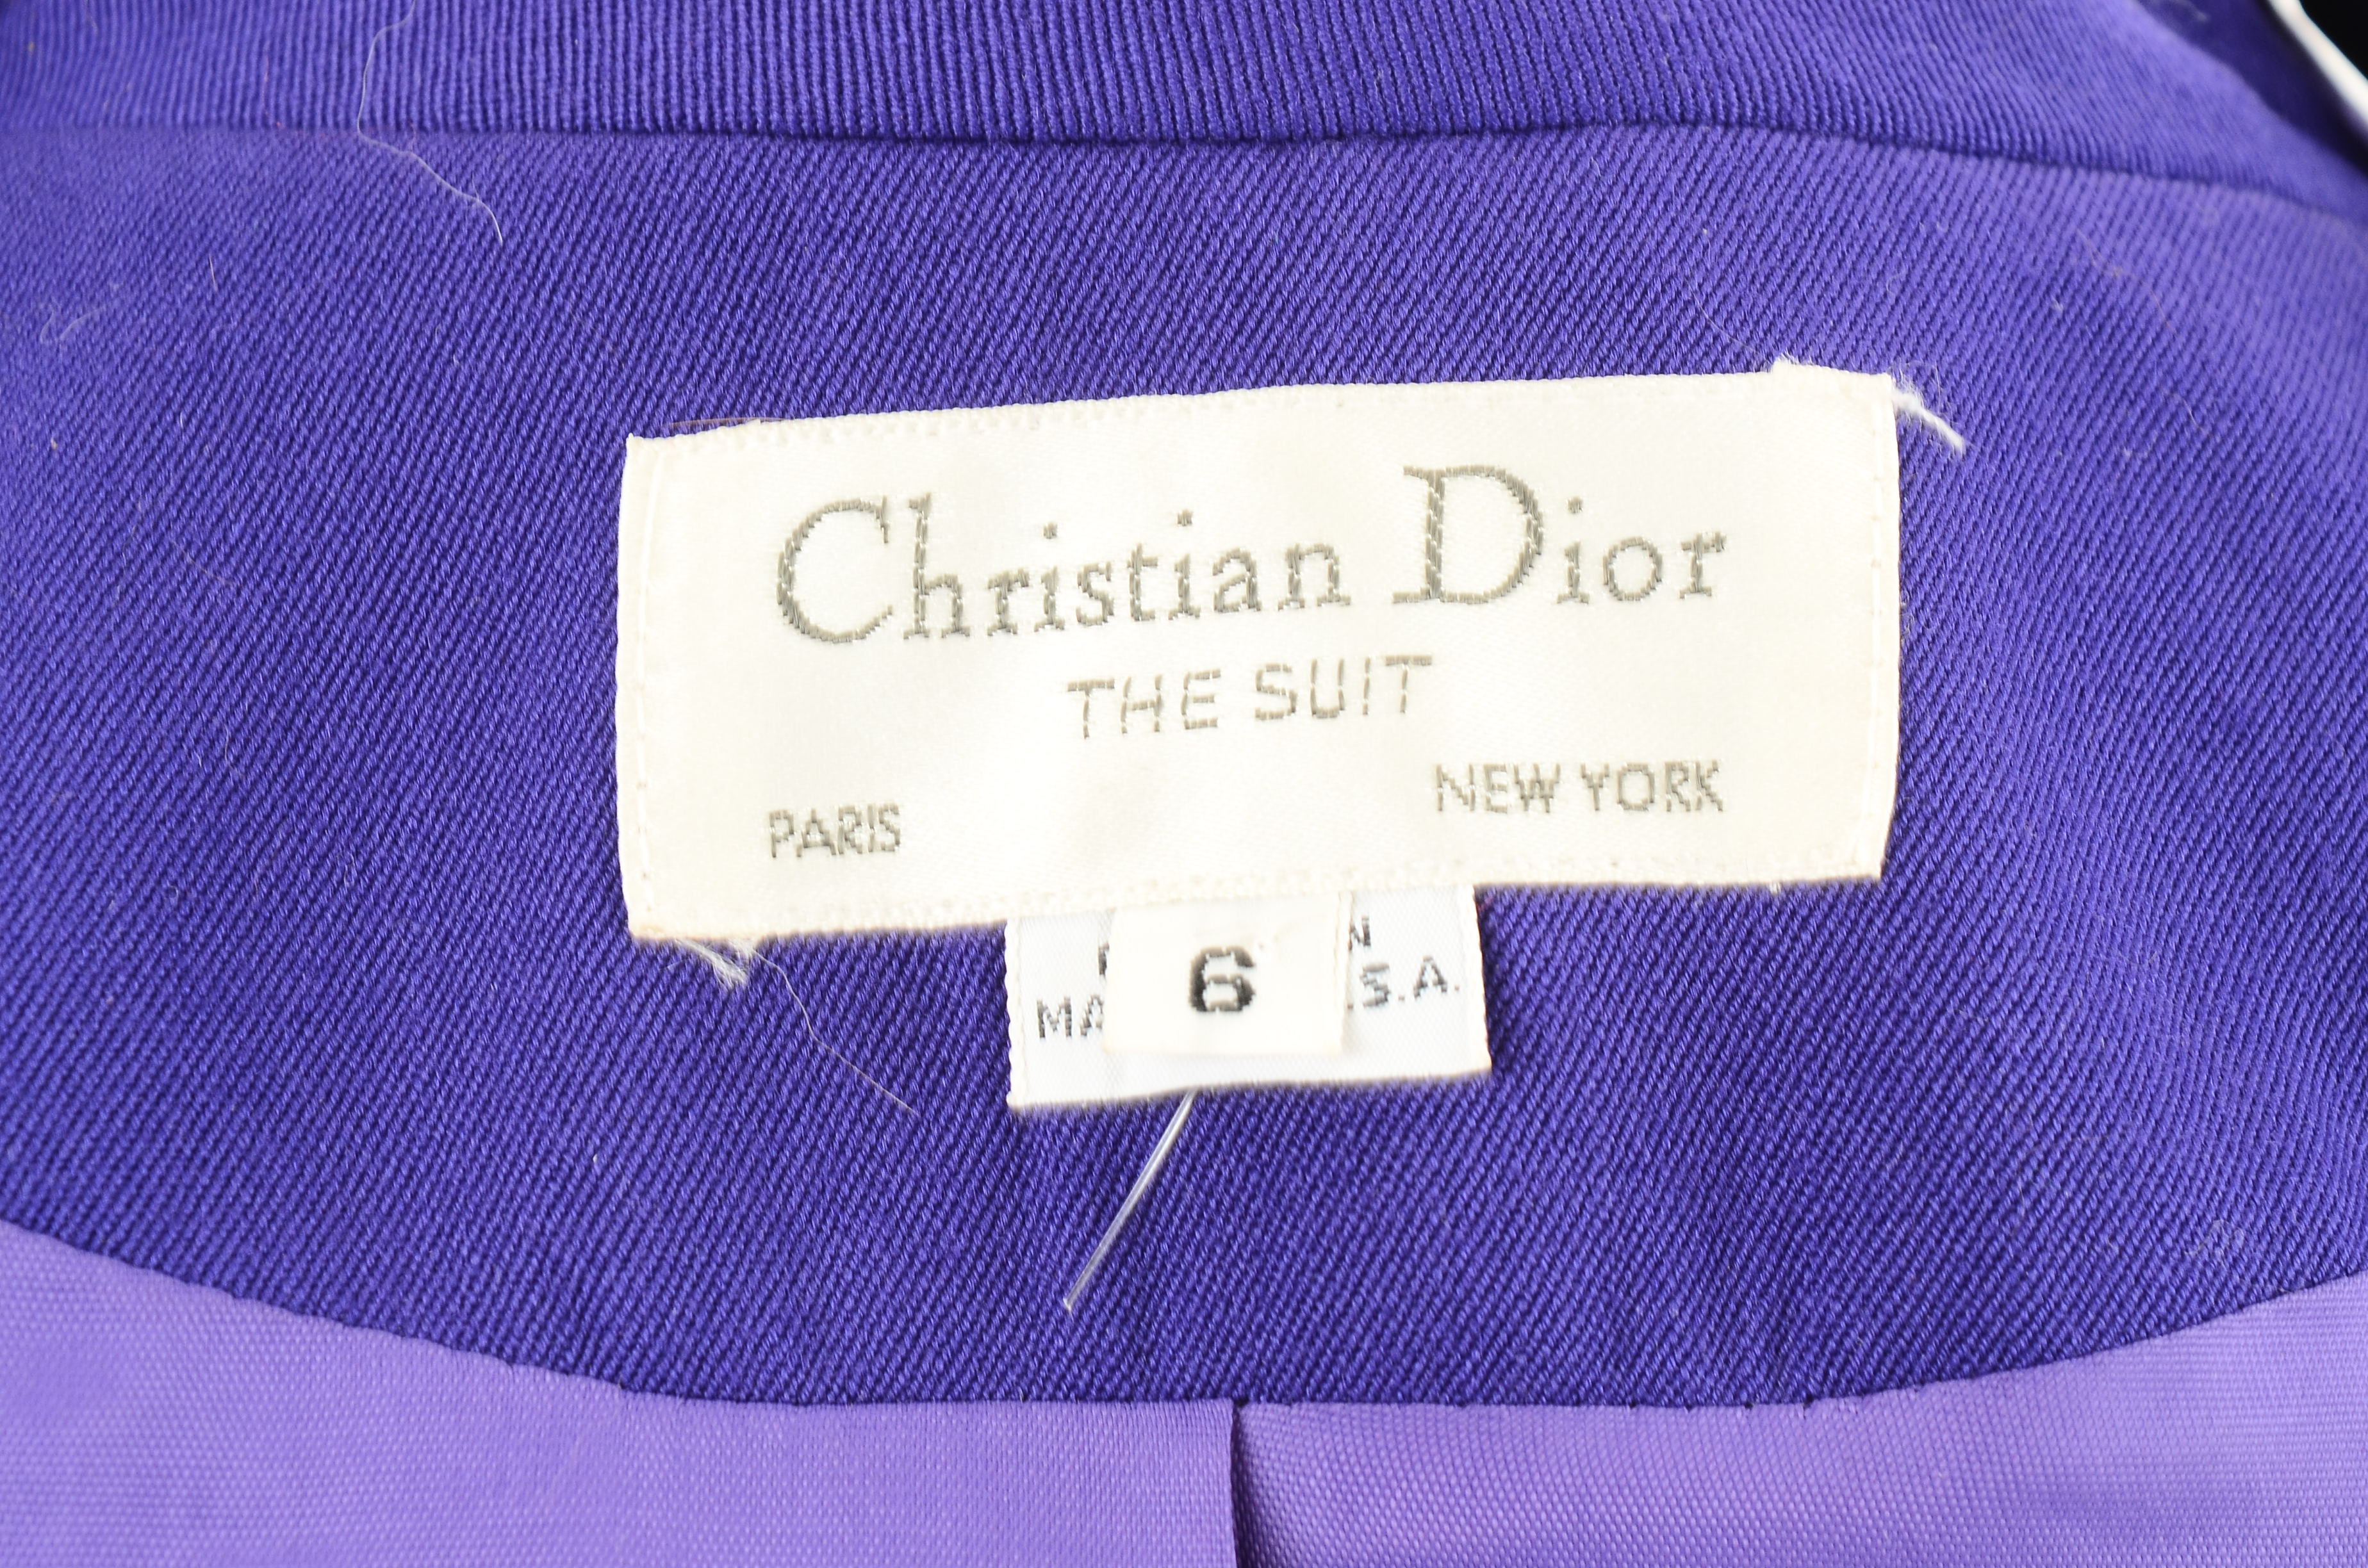 Christian Dior
THE SUIT
PARIS NEW YORK
6
S.A.